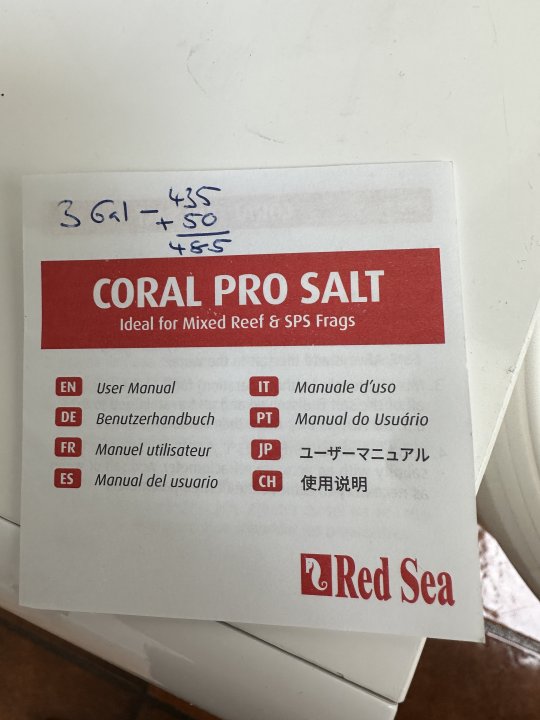 3 Gal - 435
+ 50
485
CORAL PRO SALT
Ideal for Mixed Reef & SPS Frags
EN User Manual
DE Benutzerhandbuch
FR Manuel utilisateur
ES Manual del usuario
IT Manuale d'uso
PT Manual do Usuário
JP ユーザーマニュアル
CH 使用说明
Red Sea